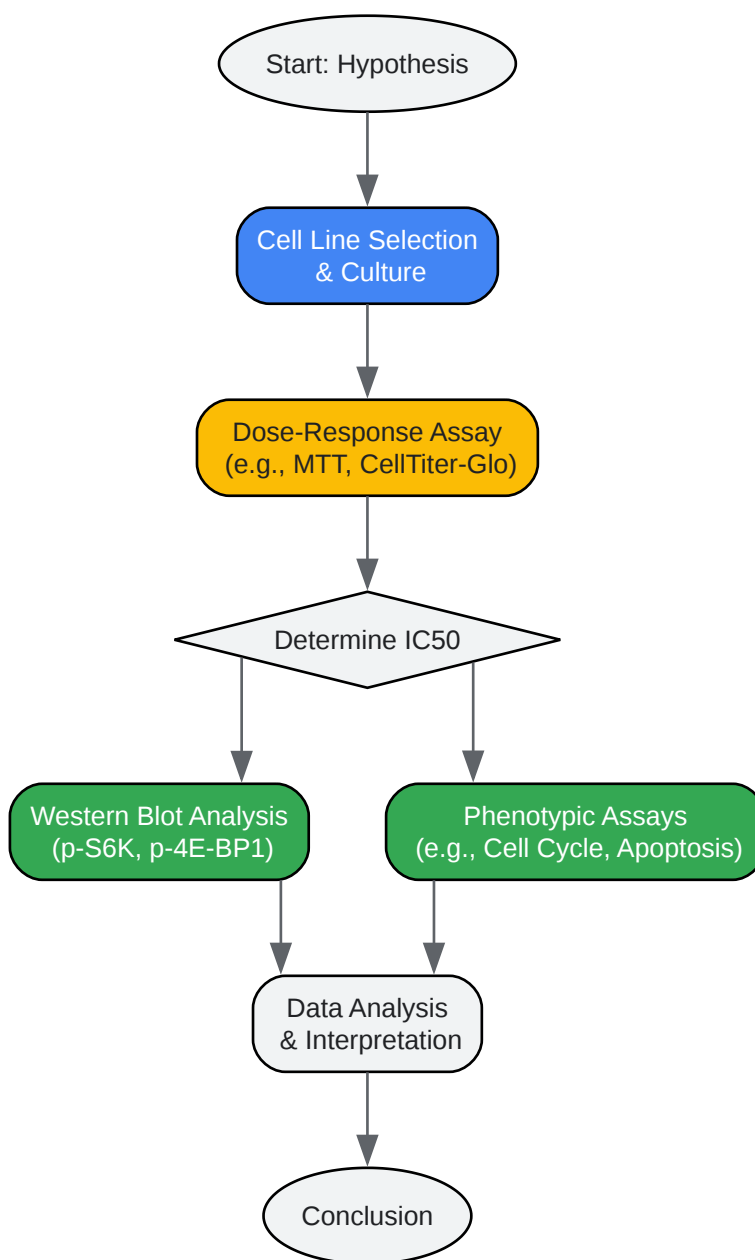 Start: Hypothesis
Cell Line Selection
& Culture
Dose-Response Assay
(e.g., MTT, CellTiter-Glo)
Determine IC50
Western Blot Analysis
(p-S6K, p-4E-BP1)
Phenotypic Assays
(e.g., Cell Cycle, Apoptosis)
Data Analysis
& Interpretation
Conclusion